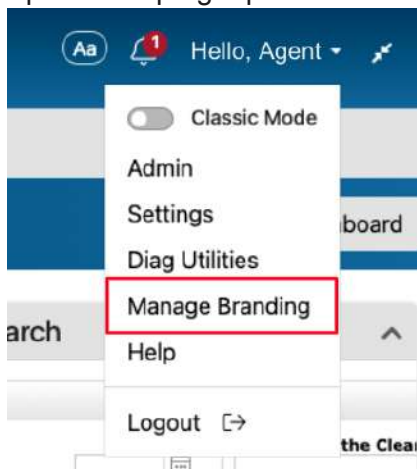 Aa 1 Hello, Agent
Classic Mode
Admin
Settings
board
Diag Utilities
Manage Branding
arch
Help
Logout
the Clear